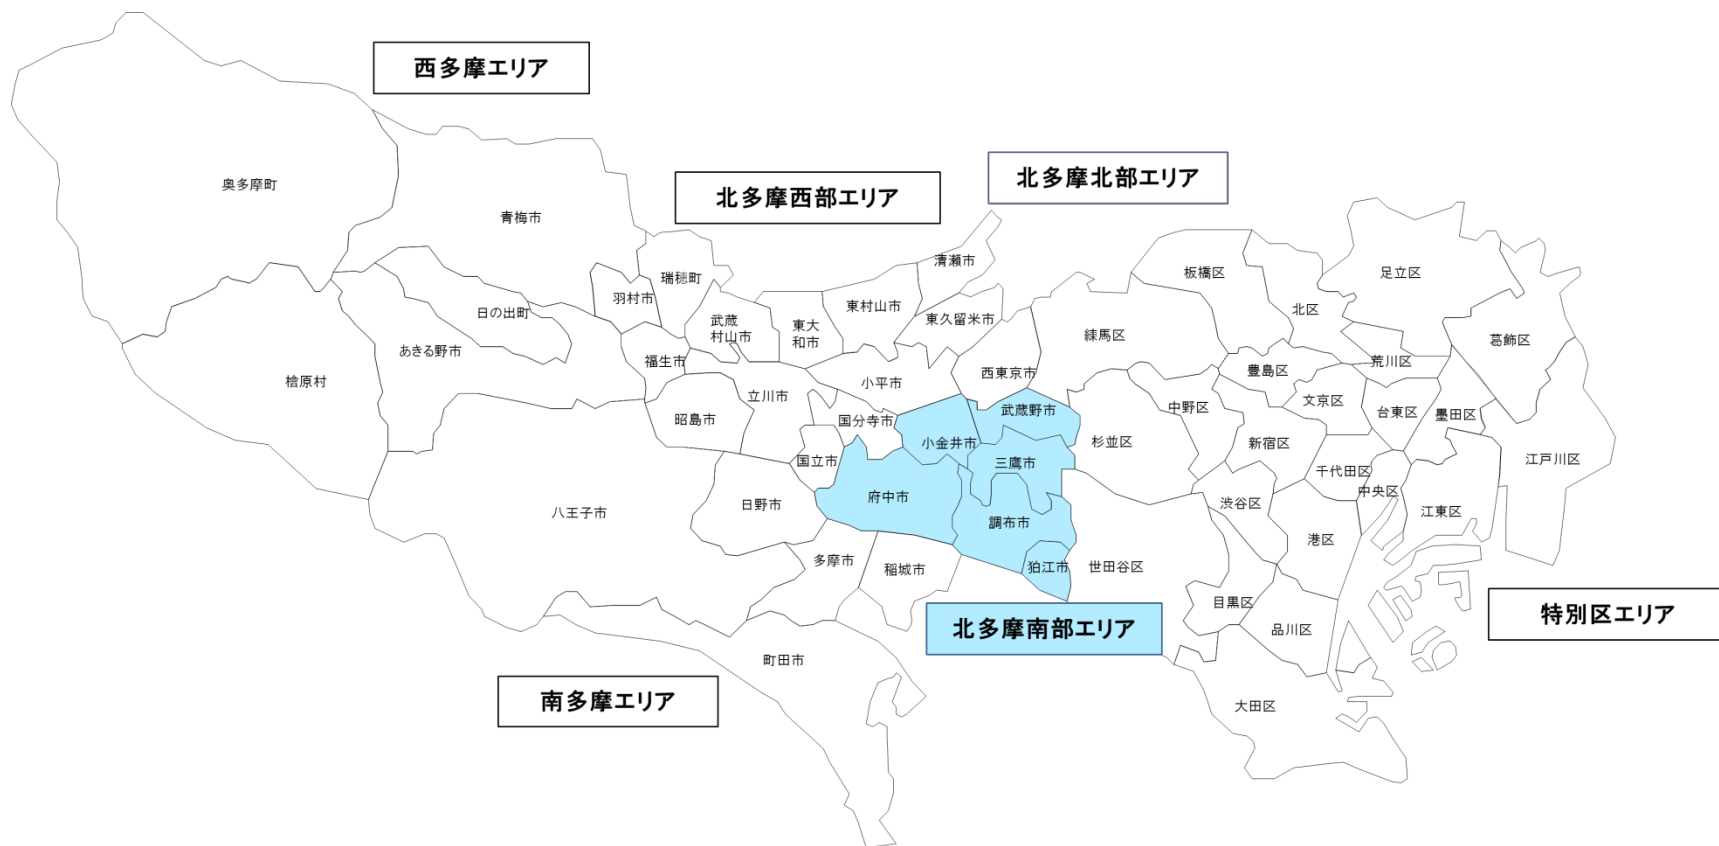 西多摩エリア
北多摩西部エリア
北多摩北部エリア
奥多摩町
青梅市
瑞穂町
羽村市
日の出町
あきる野市
檜原村
福生市
武蔵
村山市
東大
和市
東村山市
清瀬市
東久留米市
小平市
西東京市
立川市
昭島市
国分寺市
国立市
小金井市
武蔵野市
三鷹市
府中市
調布市
狛江市
日野市
八王子市
多摩市
稲城市
町田市
練馬区
板橋区
北区
足立区
葛飾区
荒川区
豊島区
文京区
台東区
墨田区
中野区
杉並区
新宿区
千代田区
中央区
江東区
江戸川区
渋谷区
港区
世田谷区
目黒区
品川区
大田区
北多摩南部エリア
特別区エリア
南多摩エリア